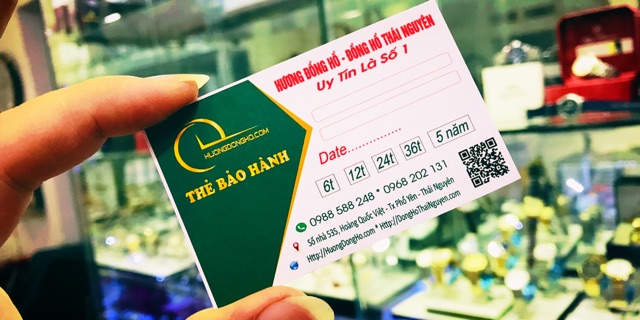 HƯƠNG ĐỒNG HỒ - ĐỒNG HỒ THÁI NGUYÊN
Uy Tín Là Số 1
HUONGDONGHO.COM
THẺ BẢO HÀNH
Date
6t 12t 24t 36t 5 năm
0988 588 248 * 0968 202 131
Số nhà 535, Hoàng Quốc Việt - Tx Phổ Yên - Thái Nguyên
Http://HuongDongHo.com * Http://DongHoThaiNguyen.com